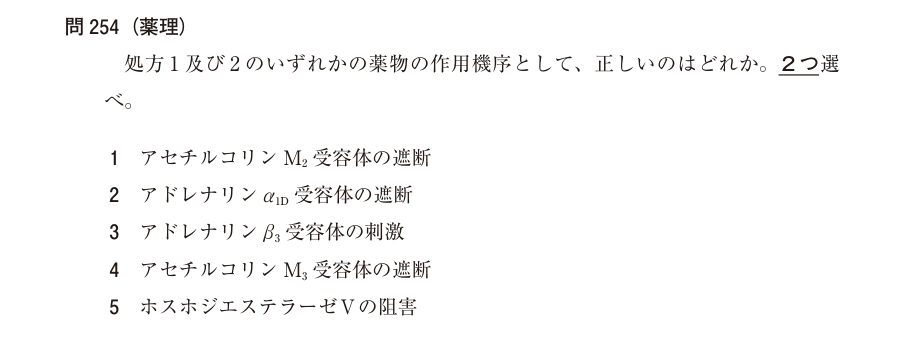 問 254（薬理）
処方１及び２のいずれかの薬物の作用機序として、正しいのはどれか。２つ選
べ。
1 アセチルコリン M₂ 受容体の遮断
2 アドレナリン α₁D 受容体の遮断
3 アドレナリン β₃ 受容体の刺激
4 アセチルコリン M₃ 受容体の遮断
5 ホスホジエステラーゼⅤの阻害